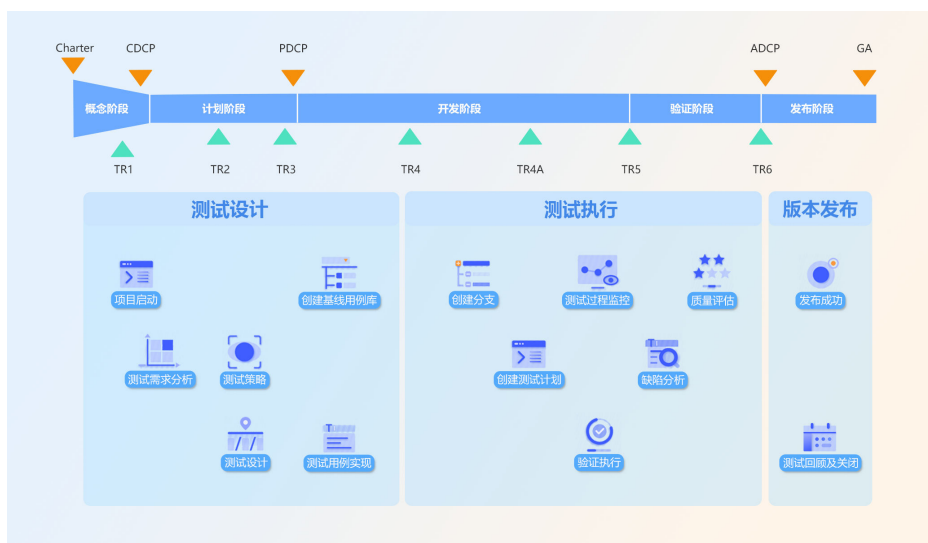 Charter
CDCP
PDCP
ADCP
GA
概念阶段
计划阶段
开发阶段
验证阶段
发布阶段
TR1
TR2
TR3
TR4
TR4A
TR5
TR6
测试设计
项目启动
创建基线用例库
测试需求分析
测试策略
测试设计
测试用例实现
测试执行
创建分支
测试过程监控
质量评估
创建测试计划
缺陷分析
验证执行
版本发布
发布成功
测试回顾及关闭